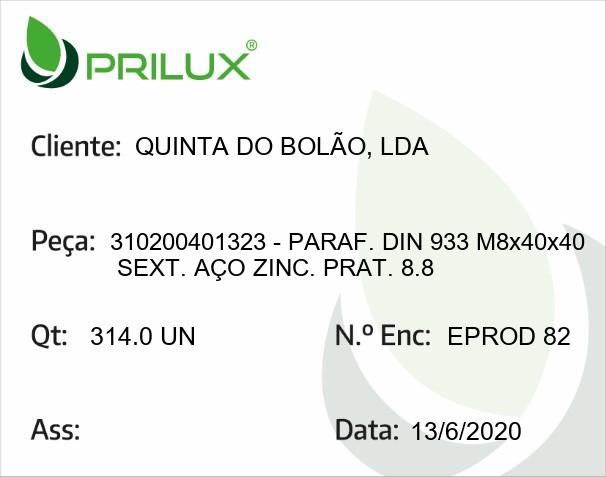 PRILUX®
Cliente: QUINTA DO BOLÃO, LDA
Peça: 310200401323 - PARAF. DIN 933 M8x40x40
SEXT. AÇO ZINC. PRAT. 8.8
Qt: 314.0 UN N.º Enc: EPROD 82
Ass: Data: 13/6/2020